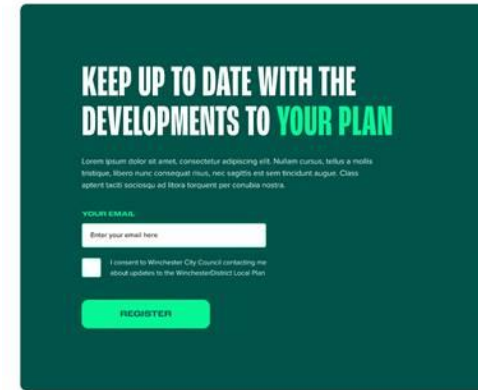 KEEP UP TO DATE WITH THE
DEVELOPMENTS TO YOUR PLAN
Lorem ipsum dolor sit amet, consectetur adipiscing elit. Nullam cursus, tellus a mollis
tristique, libero nunc consequat risus, nec sagittis est sem tincidunt augue. Class
aptent taciti sociosqu ad litora torquent per conubia nostra.
YOUR EMAIL
Enter your email here
I consent to Winchester City Council contacting me
about updates to the WinchesterDistrict Local Plan
REGISTER